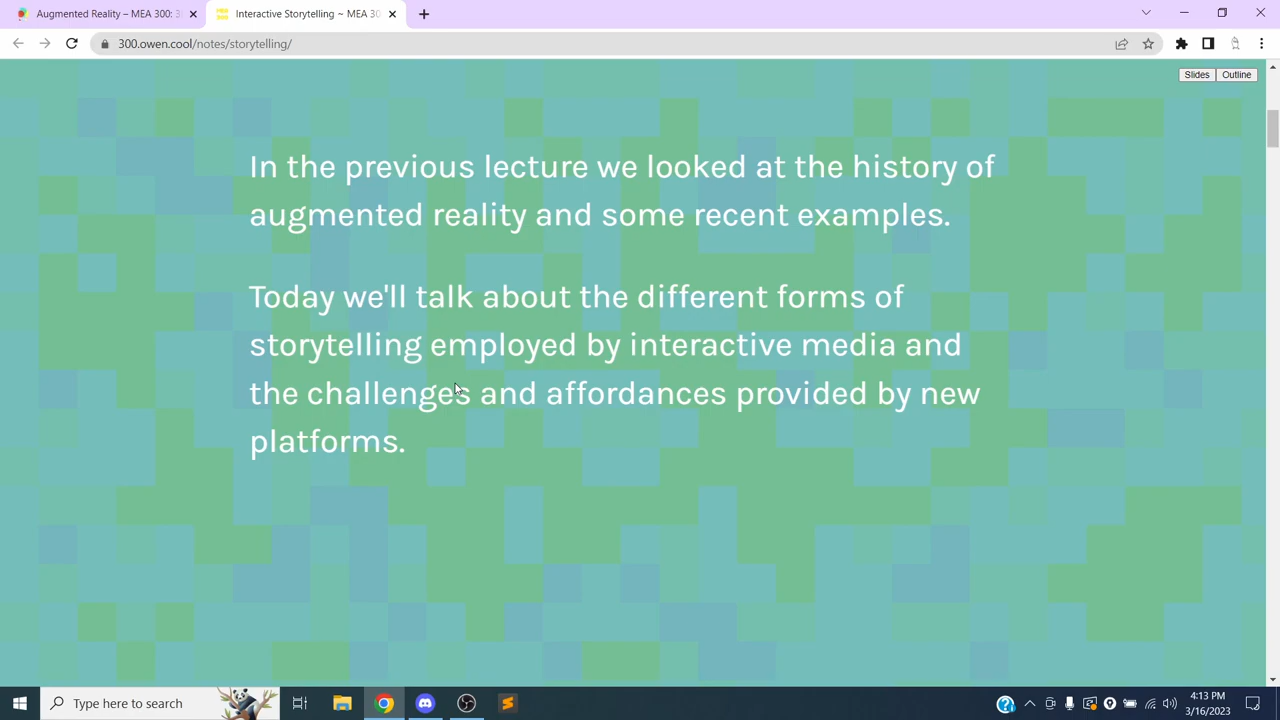 Augmented Reality – MEA 300: 3
Interactive Storytelling ~ MEA 30
300.owen.cool/notes/storytelling/
Slides Outline
In the previous lecture we looked at the history of
augmented reality and some recent examples.
Today we'll talk about the different forms of
storytelling employed by interactive media and
the challenges and affordances provided by new
platforms.
Type here to search
4:13 PM
3/16/2023